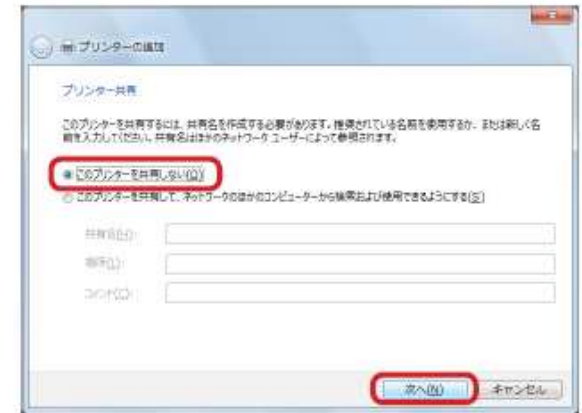 プリンターの追加
プリンター共有
このプリンターを共有するには、共有名を作成する必要があります。推奨されている名前を使用するか、または新しく名
前を入力してください。共有名はほかのネットワーク ユーザーによって参照されます。
このプリンターを共有しない(O)
このプリンターを共有して、ネットワークのほかのコンピューターから検索および使用できるようにする(S)
共有名(H):
場所(L):
コメント(C):
次へ(N)
キャンセル